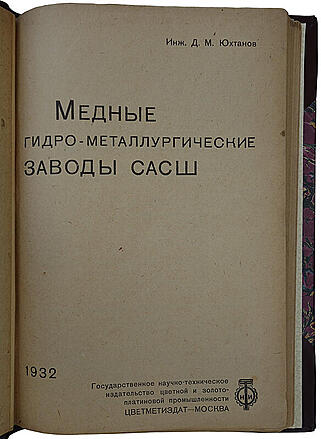 Инж. Д. М. Юхтанов
Медные
гидро-металлургические
заводы САСШ
1932
Государственное научно-техническое
издательство цветной и золото-
платиновой промышленности
ЦВЕТМЕТИЗДАТ—МОСКВА